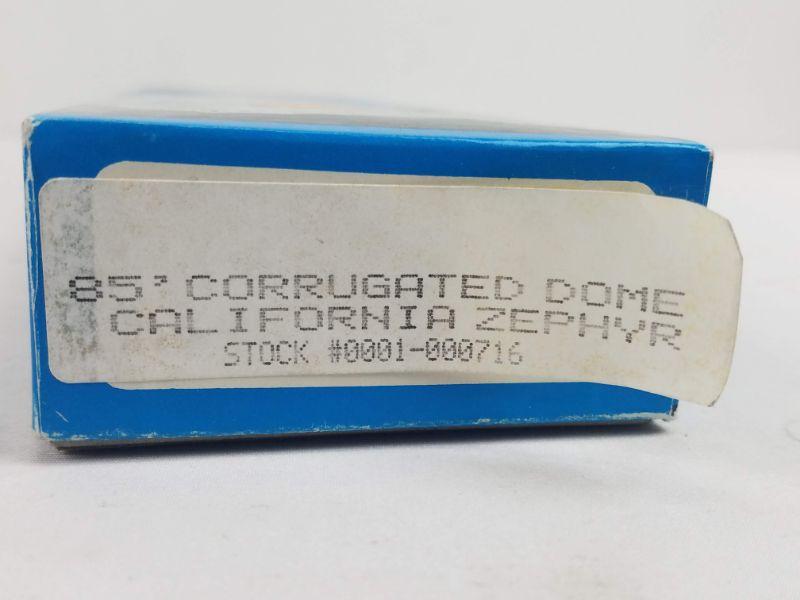 85' CORRUGATED DOME
CALIFORNIA ZEPHYR
STOCK #0001-000716